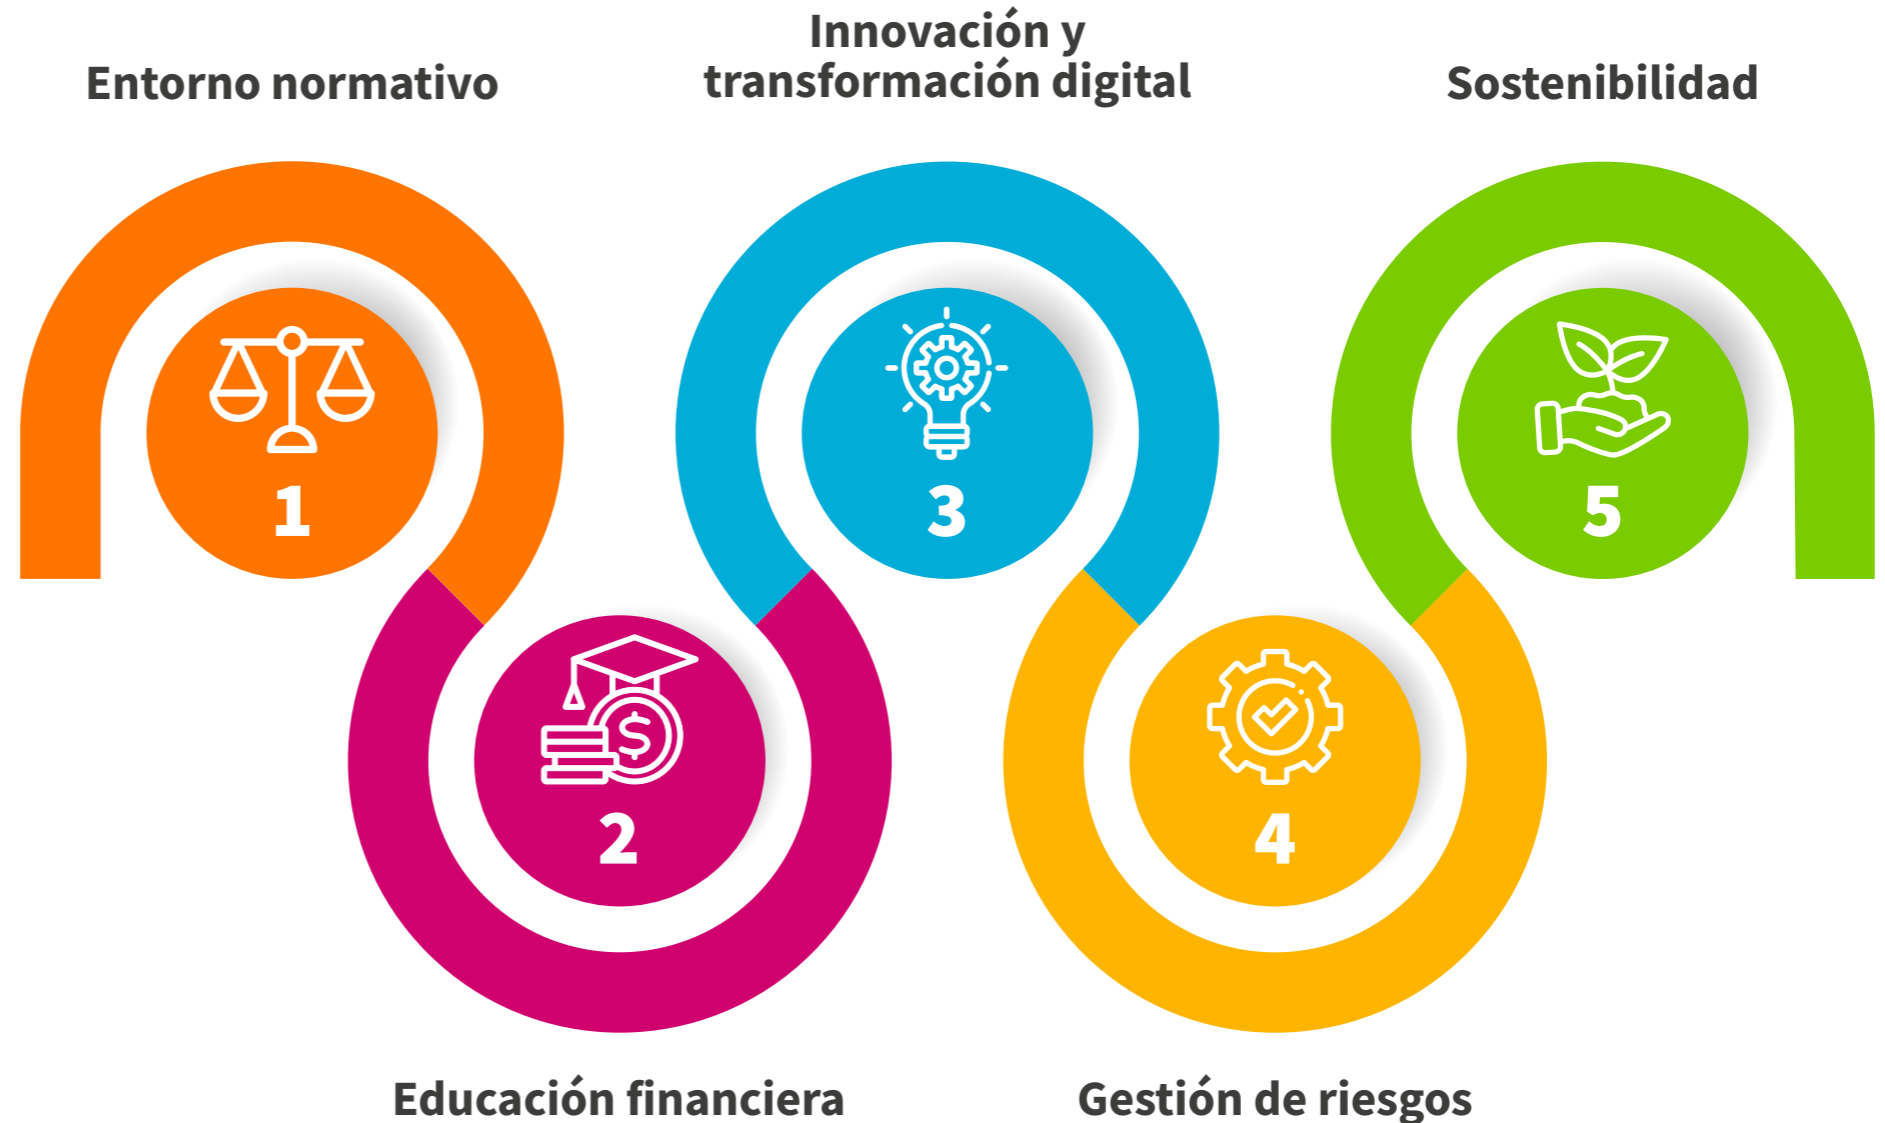 Entorno normativo
Innovación y
transformación digital
Sostenibilidad
1
3
5
$
2
4
Educación financiera
Gestión de riesgos